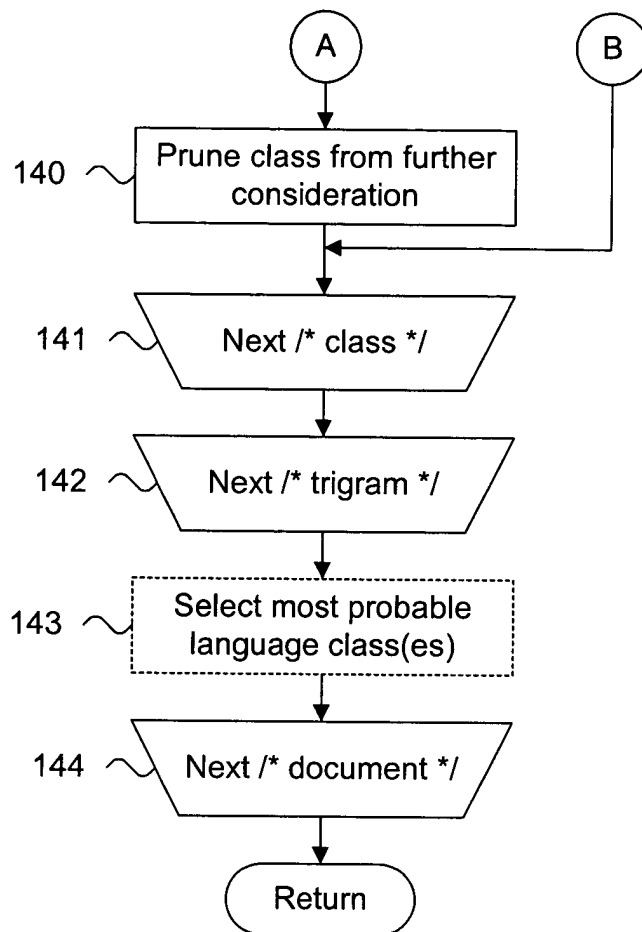 A
B
140
Prune class from further
consideration
141
Next /* class */
142
Next /* trigram */
143
Select most probable
language class(es)
144
Next /* document */
Return